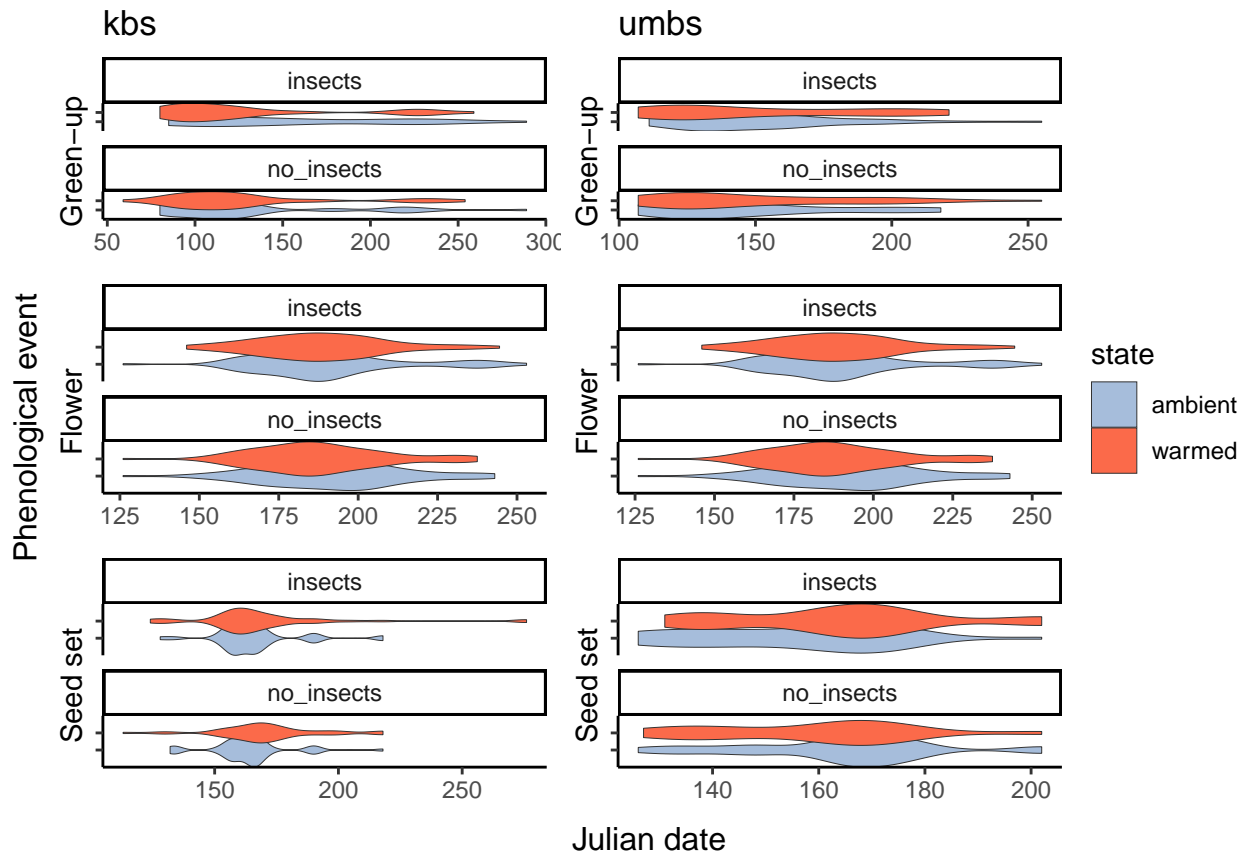 kbs
umbs
insects
insects
Green−up
Green−up
no_insects
no_insects
50 100 150 200 250 300
100 150 200 250
Phenological event
insects
insects
Flower
Flower
no_insects
no_insects
125 150 175 200 225 250
125 150 175 200 225 250
state
ambient
warmed
insects
insects
Seed set
Seed set
no_insects
no_insects
150 200 250
140 160 180 200
Julian date